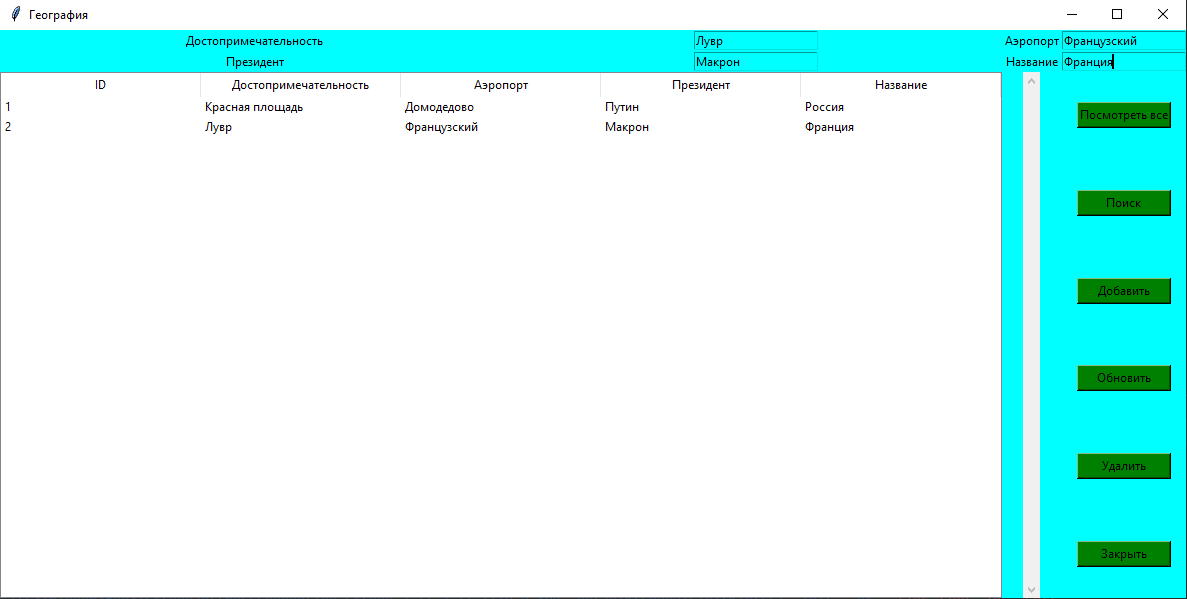 География
Достопримечательность Лувр Аэропорт Французский
Президент Макрон Название Франция
ID Достопримечательность Аэропорт Президент Название
1 Красная площадь Домодедово Путин Россия
2 Лувр Французский Макрон Франция
Посмотреть все
Поиск
Добавить
Обновить
Удалить
Закрыть